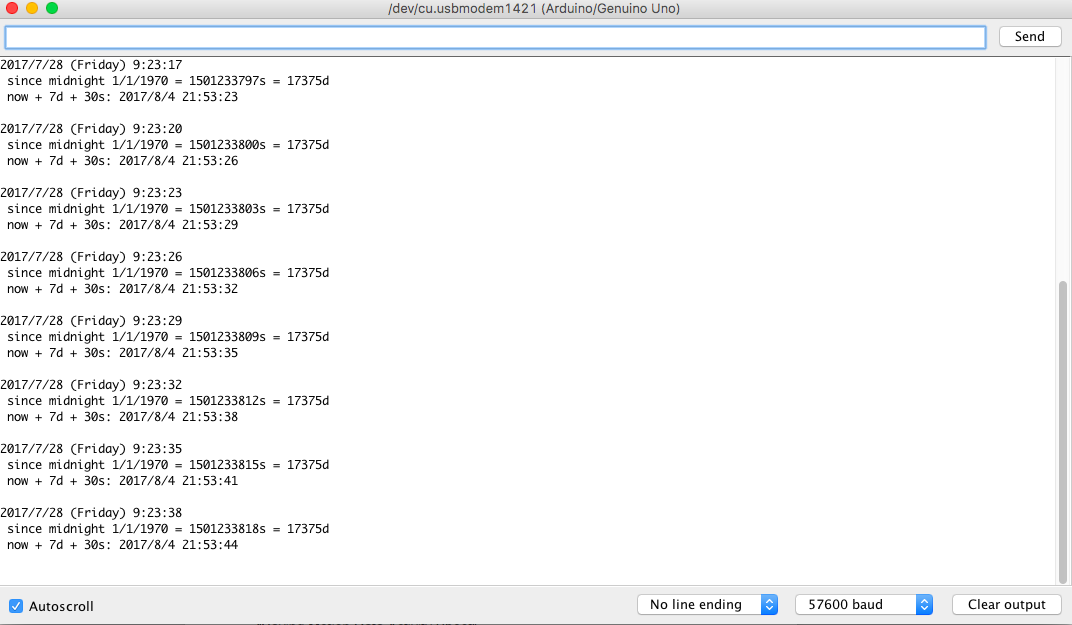 /dev/cu.usbmodem1421 (Arduino/Genuino Uno)
Send
2017/7/28 (Friday) 9:23:17
since midnight 1/1/1970 = 1501233797s = 17375d
now + 7d + 30s: 2017/8/4 21:53:23
2017/7/28 (Friday) 9:23:20
since midnight 1/1/1970 = 1501233800s = 17375d
now + 7d + 30s: 2017/8/4 21:53:26
2017/7/28 (Friday) 9:23:23
since midnight 1/1/1970 = 1501233803s = 17375d
now + 7d + 30s: 2017/8/4 21:53:29
2017/7/28 (Friday) 9:23:26
since midnight 1/1/1970 = 1501233806s = 17375d
now + 7d + 30s: 2017/8/4 21:53:32
2017/7/28 (Friday) 9:23:29
since midnight 1/1/1970 = 1501233809s = 17375d
now + 7d + 30s: 2017/8/4 21:53:35
2017/7/28 (Friday) 9:23:32
since midnight 1/1/1970 = 1501233812s = 17375d
now + 7d + 30s: 2017/8/4 21:53:38
2017/7/28 (Friday) 9:23:35
since midnight 1/1/1970 = 1501233815s = 17375d
now + 7d + 30s: 2017/8/4 21:53:41
2017/7/28 (Friday) 9:23:38
since midnight 1/1/1970 = 1501233818s = 17375d
now + 7d + 30s: 2017/8/4 21:53:44
Autoscroll
No line ending
57600 baud
Clear output